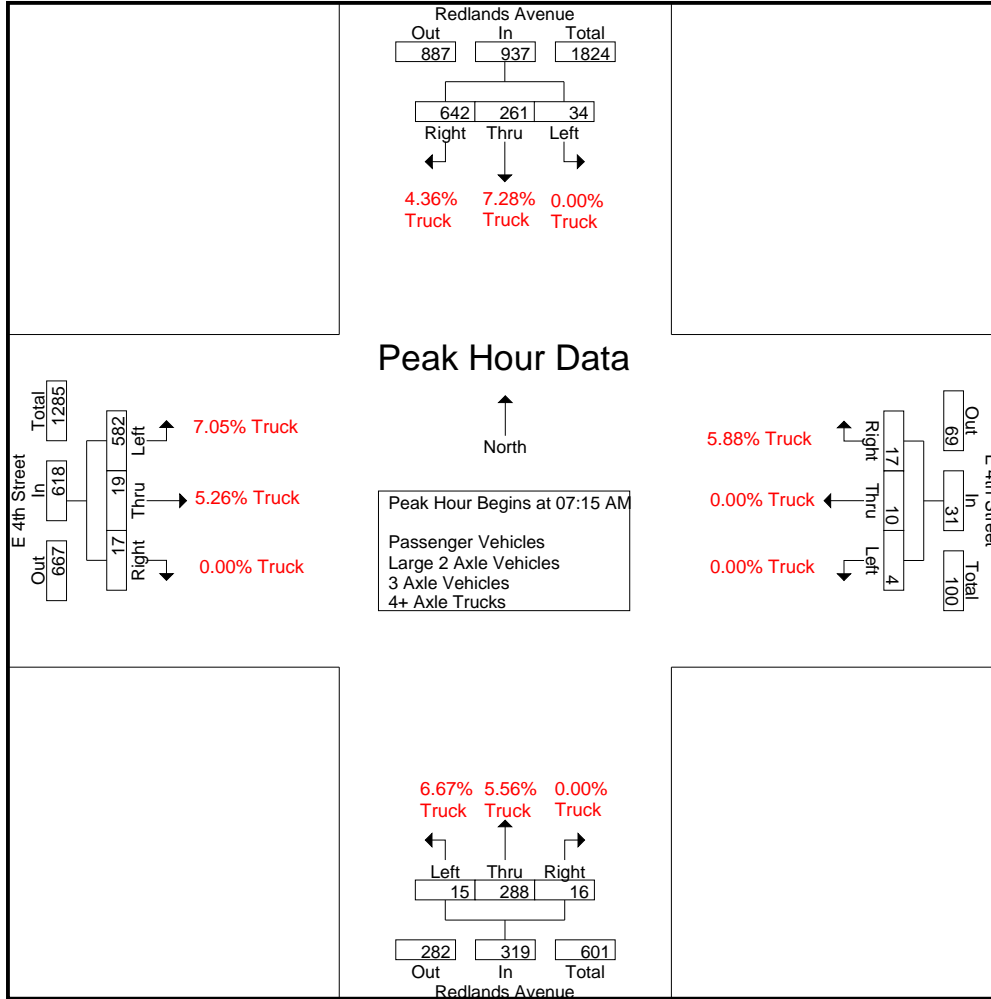 Redlands Avenue
Out In Total
887 937 1824
642 261 34
Right Thru Left
4.36% 7.28% 0.00%
Truck Truck Truck
Peak Hour Data
North
Peak Hour Begins at 07:15 AM
Passenger Vehicles
Large 2 Axle Vehicles
3 Axle Vehicles
4+ Axle Trucks
E 4th Street
Out In Total
667 618 1285
17 19 582
Right Thru Left
7.05% Truck
5.26% Truck
0.00% Truck
E 4th Street
Out In Total
69 31 100
17 10 4
Right Thru Left
5.88% Truck
0.00% Truck
0.00% Truck
6.67% 5.56% 0.00%
Truck Truck Truck
Left Thru Right
15 288 16
282 319 601
Out In Total
Redlands Avenue